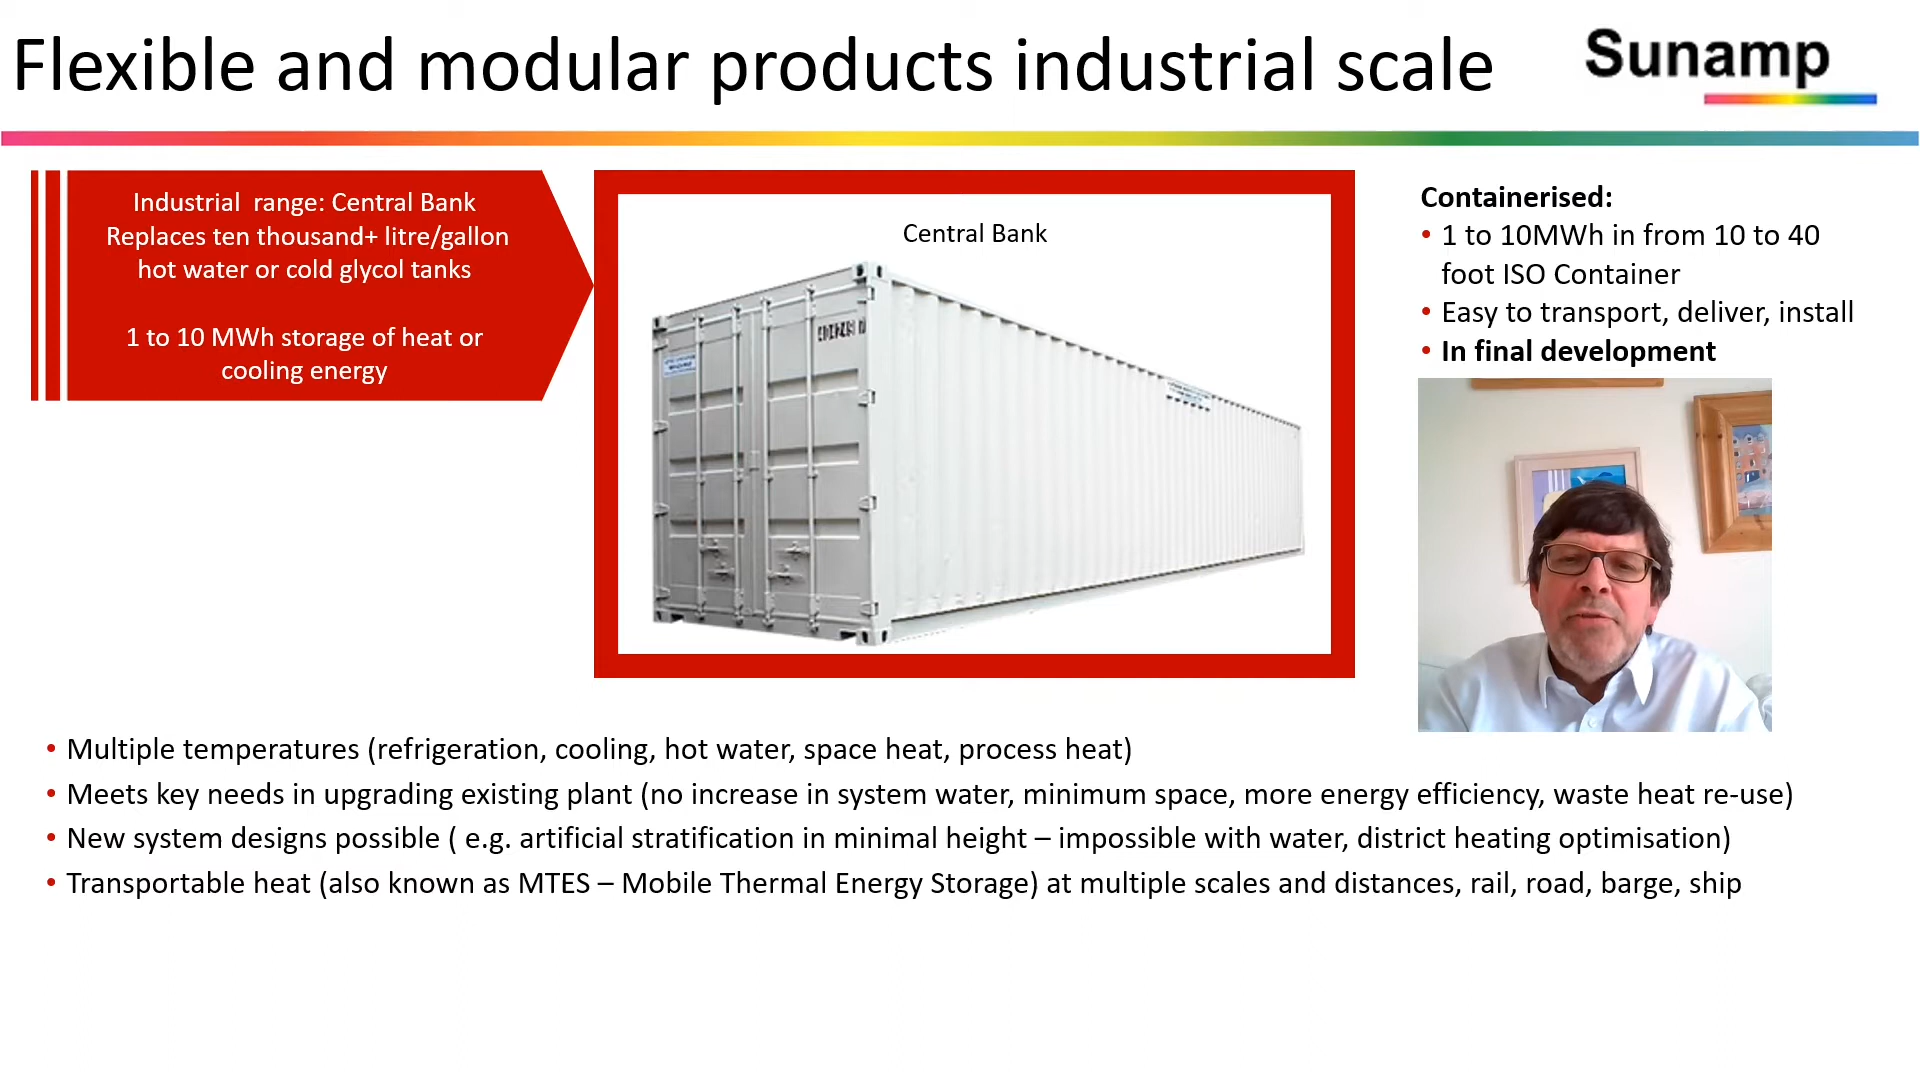 Flexible and modular products industrial scale
Sunamp
Industrial range: Central Bank
Replaces ten thousand+ litre/gallon
hot water or cold glycol tanks
1 to 10 MWh storage of heat or
cooling energy
Central Bank
Containerised:
• 1 to 10MWh in from 10 to 40
foot ISO Container
• Easy to transport, deliver, install
• In final development
• Multiple temperatures (refrigeration, cooling, hot water, space heat, process heat)
• Meets key needs in upgrading existing plant (no increase in system water, minimum space, more energy efficiency, waste heat re-use)
• New system designs possible ( e.g. artificial stratification in minimal height – impossible with water, district heating optimisation)
• Transportable heat (also known as MTES – Mobile Thermal Energy Storage) at multiple scales and distances, rail, road, barge, ship